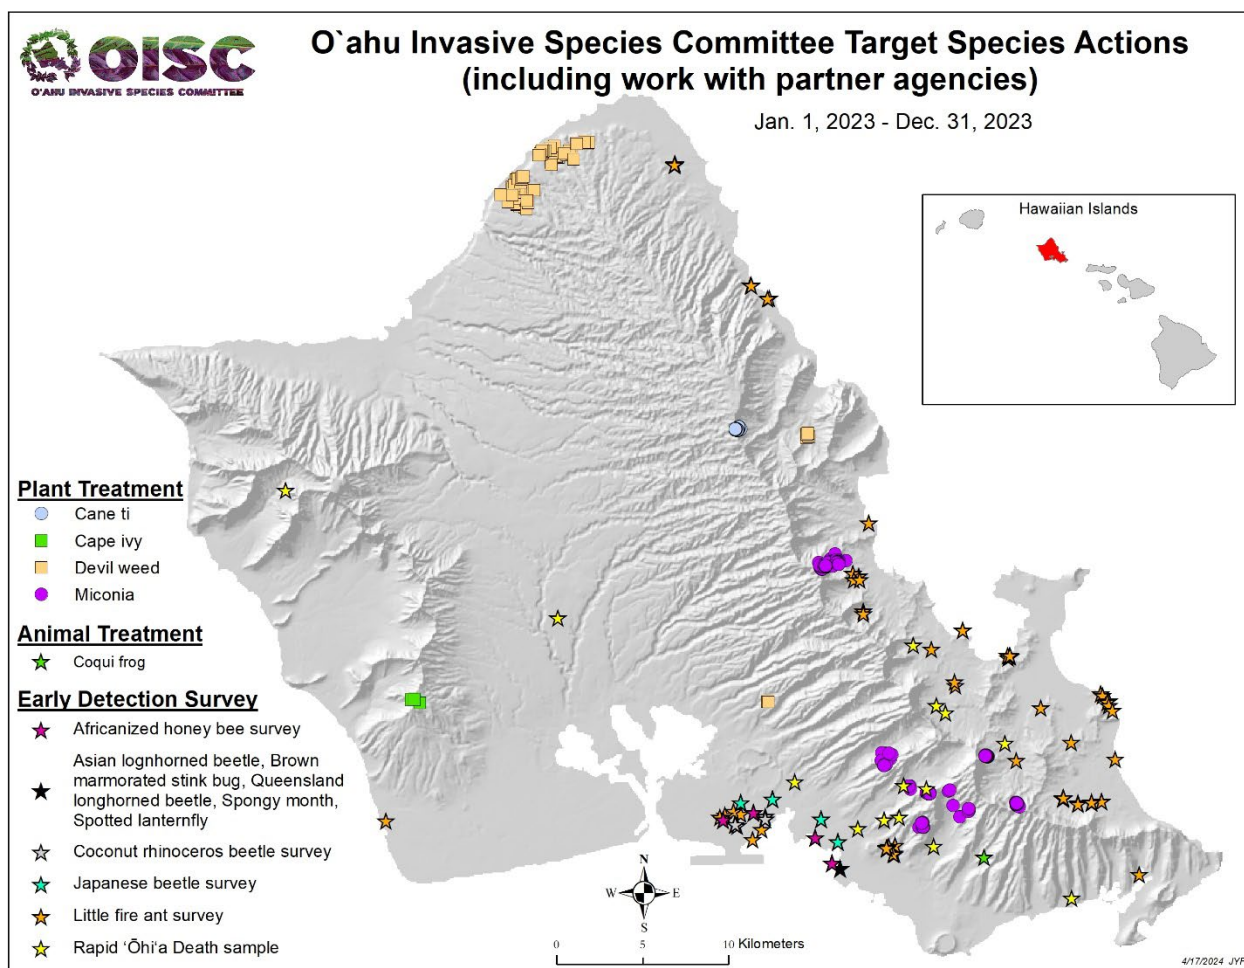 OISC
O'AHU INVASIVE SPECIES COMMITTEE
O`ahu Invasive Species Committee Target Species Actions
(including work with partner agencies)
Jan. 1, 2023 - Dec. 31, 2023
Hawaiian Islands
Plant Treatment
Cane ti
Cape ivy
Devil weed
Miconia
Animal Treatment
Coqui frog
Early Detection Survey
Africanized honey bee survey
Asian lognhorned beetle, Brown
marmorated stink bug, Queensland
longhorned beetle, Spongy month,
Spotted lanternfly
Coconut rhinoceros beetle survey
Japanese beetle survey
Little fire ant survey
Rapid ʻŌhiʻa Death sample
N
W E
S
0 5 10 Kilometers
4/17/2024 JYF